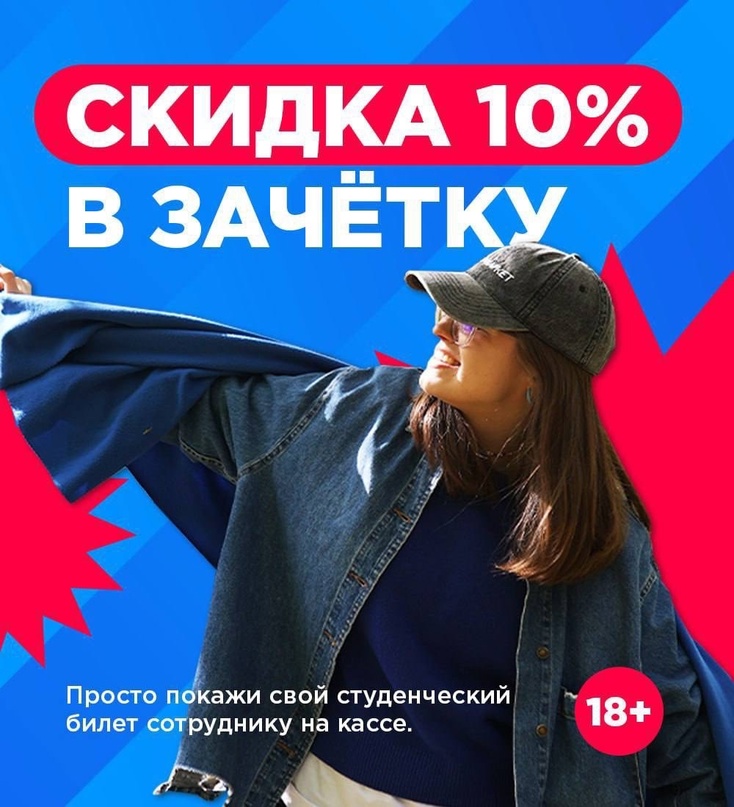 СКИДКА 10%
В ЗАЧЁТКУ
Просто покажи свой студенческий
билет сотруднику на кассе.
18+